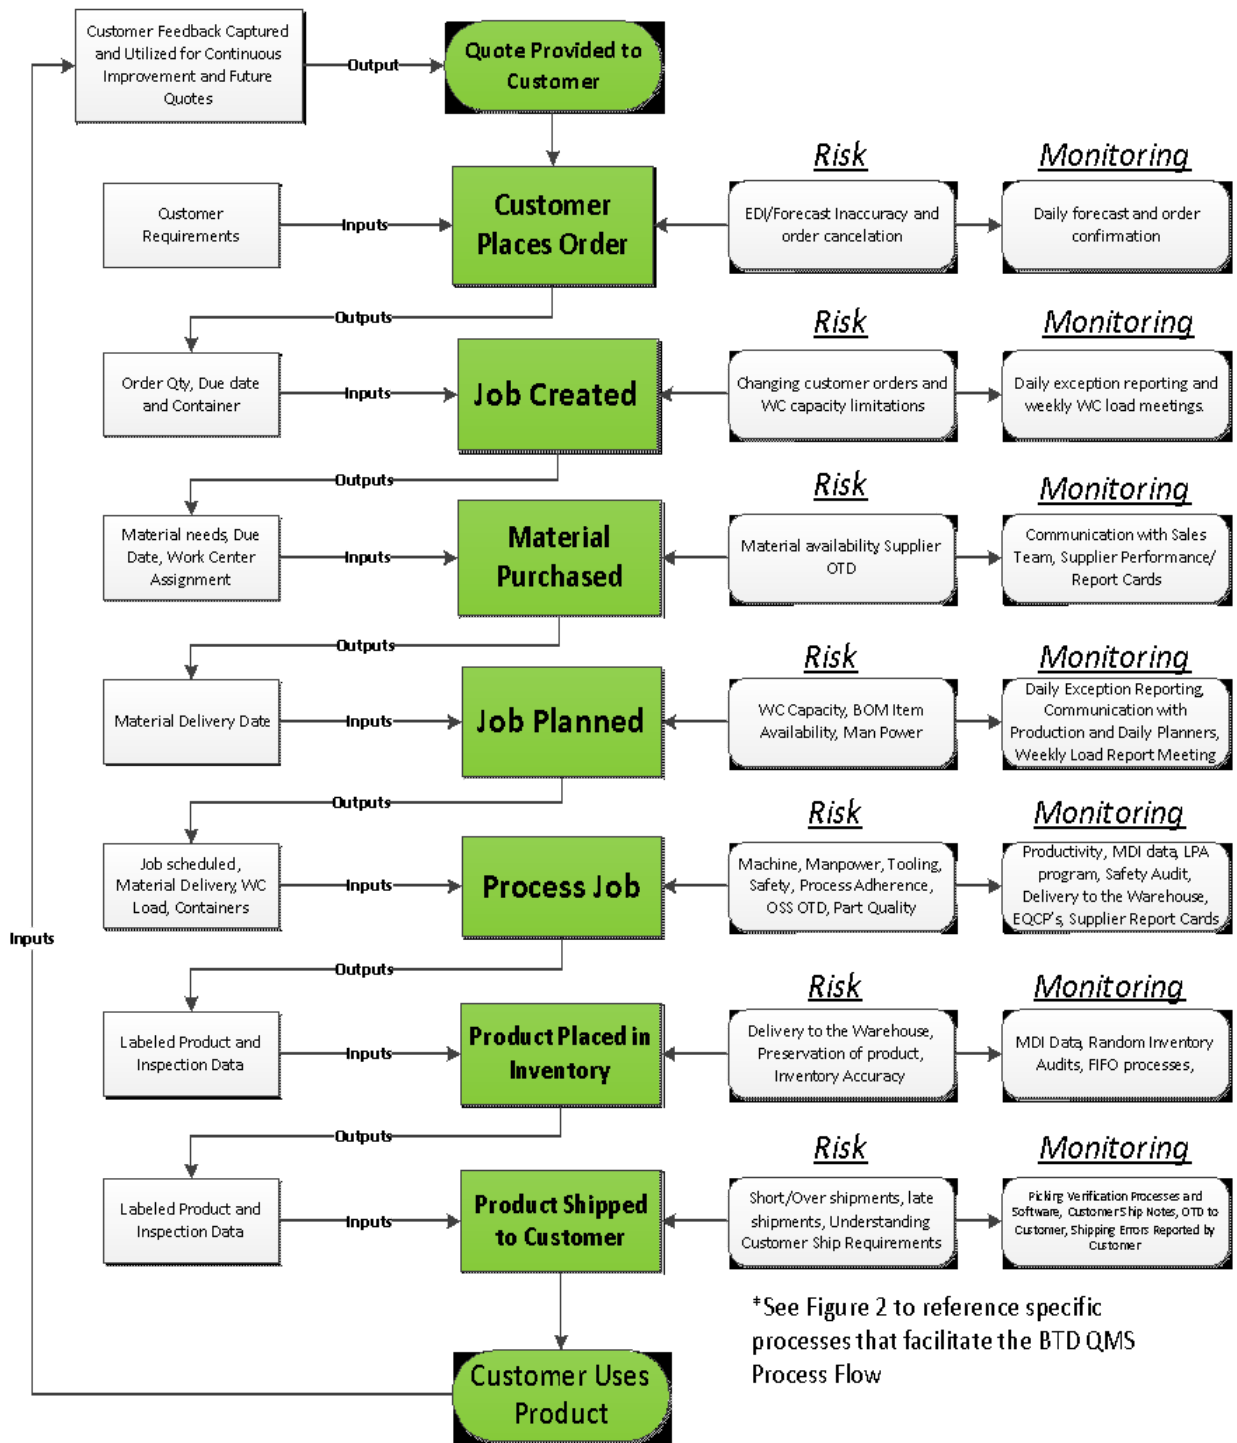 Customer Feedback Captured
and Utilized for Continuous
Improvement and Future
Quotes
Output
Quote Provided to
Customer
Risk
Monitoring
Customer
Requirements
Inputs
Customer
Places Order
EDI/Forecast Inaccuracy and
order cancelation
Daily forecast and order
confirmation
Outputs
Risk
Monitoring
Order Qty, Due date
and Container
Inputs
Job Created
Changing customer orders and
WC capacity limitations
Daily exception reporting and
weekly WC load meetings.
Outputs
Risk
Monitoring
Material needs, Due
Date, Work Center
Assignment
Inputs
Material
Purchased
Material availability Supplier
OTD
Communication with Sales
Team, Supplier Performance/
Report Cards
Outputs
Risk
Monitoring
Material Delivery Date
Inputs
Job Planned
WC Capacity, BOM Item
Availability, Man Power
Daily Exception Reporting,
Communication with
Production and Daily Planners,
Weekly Load Report Meeting
Outputs
Risk
Monitoring
Job scheduled,
Material Delivery, WC
Load, Containers
Inputs
Process Job
Machine, Manpower, Tooling,
Safety, Process Adherence,
OSS OTD, Part Quality
Productivity, MDI data, LPA
program, Safety Audit,
Delivery to the Warehouse,
EQCP's, Supplier Report Cards
Inputs
Outputs
Risk
Monitoring
Labeled Product and
Inspection Data
Inputs
Product Placed in
Inventory
Delivery to the Warehouse,
Preservation of product,
Inventory Accuracy
MDI Data, Random Inventory
Audits, FIFO processes,
Outputs
Risk
Monitoring
Labeled Product and
Inspection Data
Inputs
Product Shipped
to Customer
Short/Over shipments, late
shipments, Understanding
Customer Ship Requirements
Picking Verification Processes and
Software, Customer Ship Notes, OTD to
Customer, Shipping Errors Reported by
Customer
*See Figure 2 to reference specific
processes that facilitate the BTD QMS
Process Flow
Customer Uses
Product